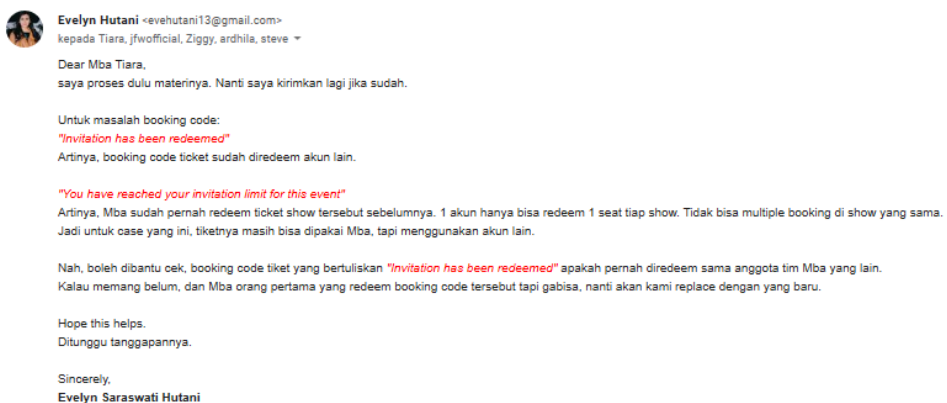 Evelyn Hutani <evehutani13@gmail.com>
kepada Tiara, jfwofficial, Ziggy, ardhila, steve
Dear Mba Tiara,
saya proses dulu materinya. Nanti saya kirimkan lagi jika sudah.
Untuk masalah booking code:
"Invitation has been redeemed"
Artinya, booking code ticket sudah diredeem akun lain.
"You have reached your invitation limit for this event"
Artinya, Mba sudah pernah redeem ticket show tersebut sebelumnya. 1 akun hanya bisa redeem 1 seat tiap show. Tidak bisa multiple booking di show yang sama.
Jadi untuk case yang ini, tiketnya masih bisa dipakai Mba, tapi menggunakan akun lain.
Nah, boleh dibantu cek, booking code tiket yang bertuliskan "Invitation has been redeemed" apakah pernah diredeem sama anggota tim Mba yang lain.
Kalau memang belum, dan Mba orang pertama yang redeem booking code tersebut tapi gabisa, nanti akan kami replace dengan yang baru.
Hope this helps.
Ditunggu tanggapannya.
Sincerely,
Evelyn Saraswati Hutani